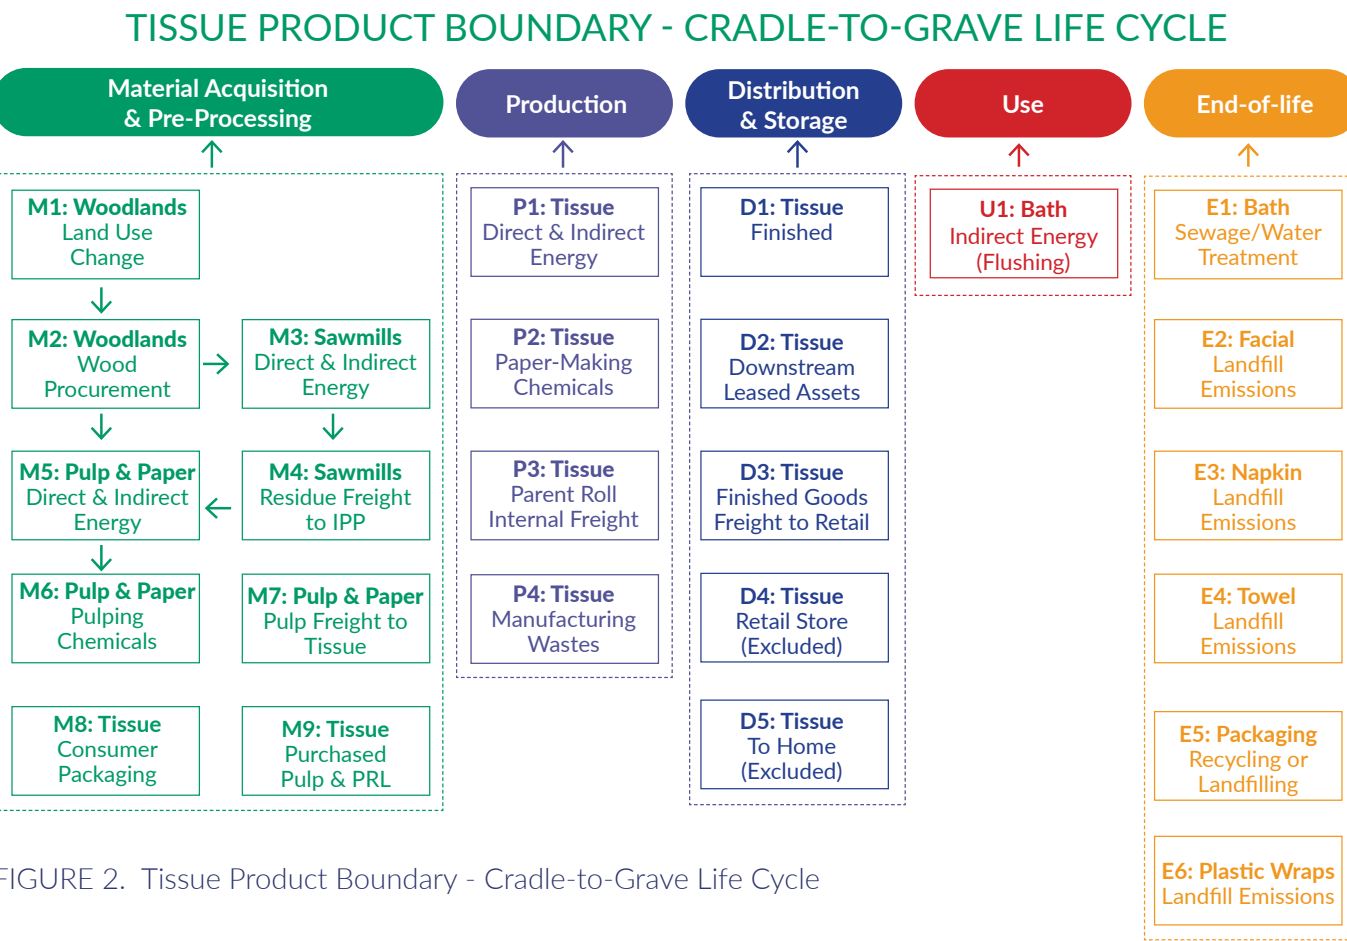 TISSUE PRODUCT BOUNDARY - CRADLE-TO-GRAVE LIFE CYCLE
Material Acquisition
& Pre-Processing
Production
Distribution
& Storage
Use
End-of-life
M1: Woodlands
Land Use
Change
M2: Woodlands
Wood
Procurement
M3: Sawmills
Direct & Indirect
Energy
M5: Pulp & Paper
Direct & Indirect
Energy
M4: Sawmills
Residue Freight
to IPP
M6: Pulp & Paper
Pulping
Chemicals
M7: Pulp & Paper
Pulp Freight to
Tissue
M8: Tissue
Consumer
Packaging
M9: Tissue
Purchased
Pulp & PRL
P1: Tissue
Direct & Indirect
Energy
P2: Tissue
Paper-Making
Chemicals
P3: Tissue
Parent Roll
Internal Freight
P4: Tissue
Manufacturing
Wastes
D1: Tissue
Finished
D2: Tissue
Downstream
Leased Assets
D3: Tissue
Finished Goods
Freight to Retail
D4: Tissue
Retail Store
(Excluded)
D5: Tissue
To Home
(Excluded)
U1: Bath
Indirect Energy
(Flushing)
E1: Bath
Sewage/Water
Treatment
E2: Facial
Landfill
Emissions
E3: Napkin
Landfill
Emissions
E4: Towel
Landfill
Emissions
E5: Packaging
Recycling or
Landfilling
E6: Plastic Wraps
Landfill Emissions
FIGURE 2. Tissue Product Boundary - Cradle-to-Grave Life Cycle